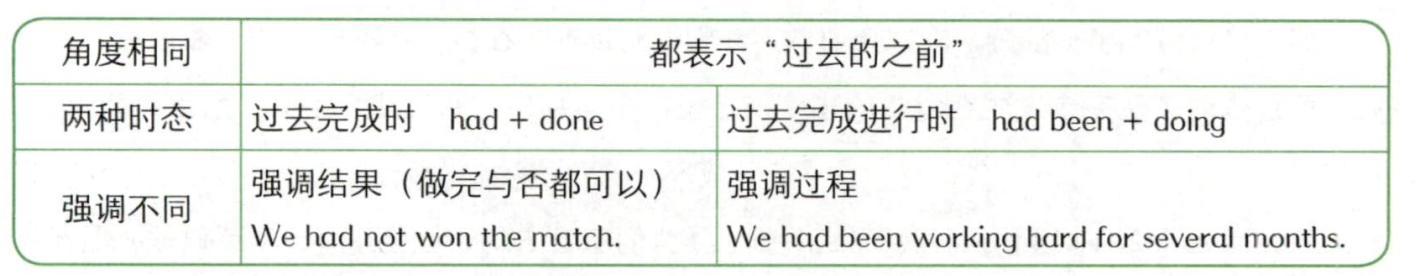 角度相同 都表示“过去的之前”
两种时态 过去完成时 had + done 过去完成进行时 had been + doing
强调不同
强调结果（做完与否都可以） 强调过程
We had not won the match. We had been working hard for several months.